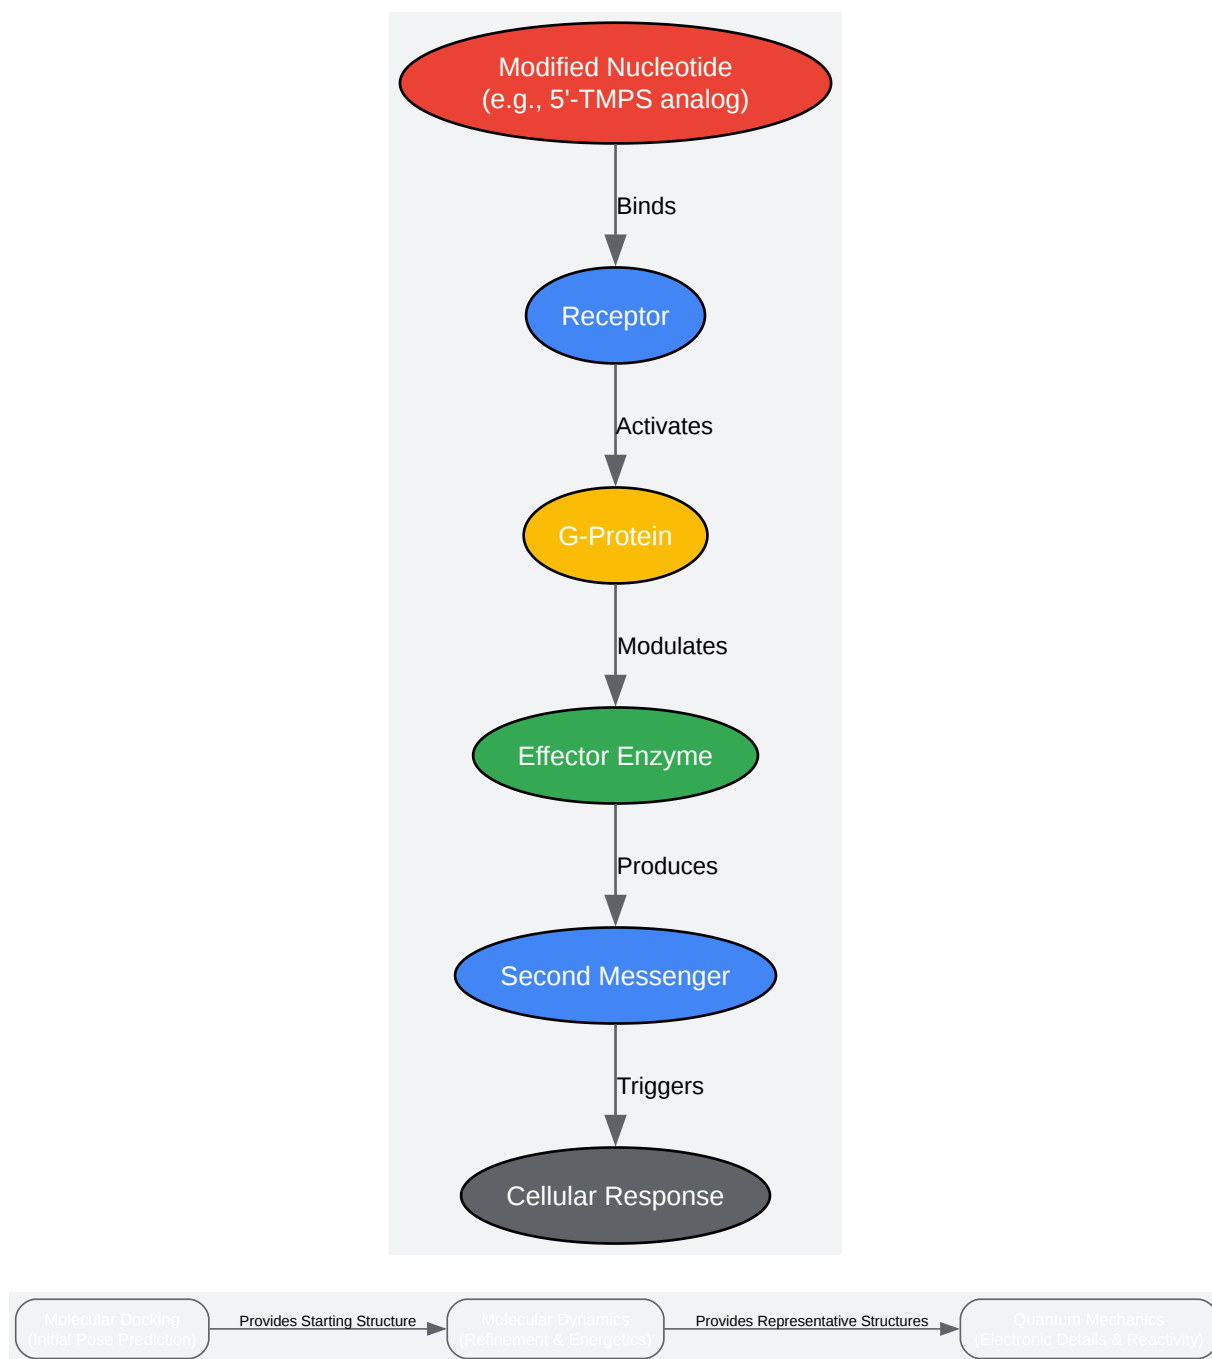 Modified Nucleotide
(e.g., 5'-TMPS analog)
Binds
Receptor
Activates
G-Protein
Modulates
Effector Enzyme
Produces
Second Messenger
Triggers
Cellular Response
Molecular Docking
(Initial Pose Prediction)
Provides Starting Structure
Molecular Dynamics
(Refinement & Energetics)
Provides Representative Structures
Quantum Mechanics
(Electronic Details & Reactivity)